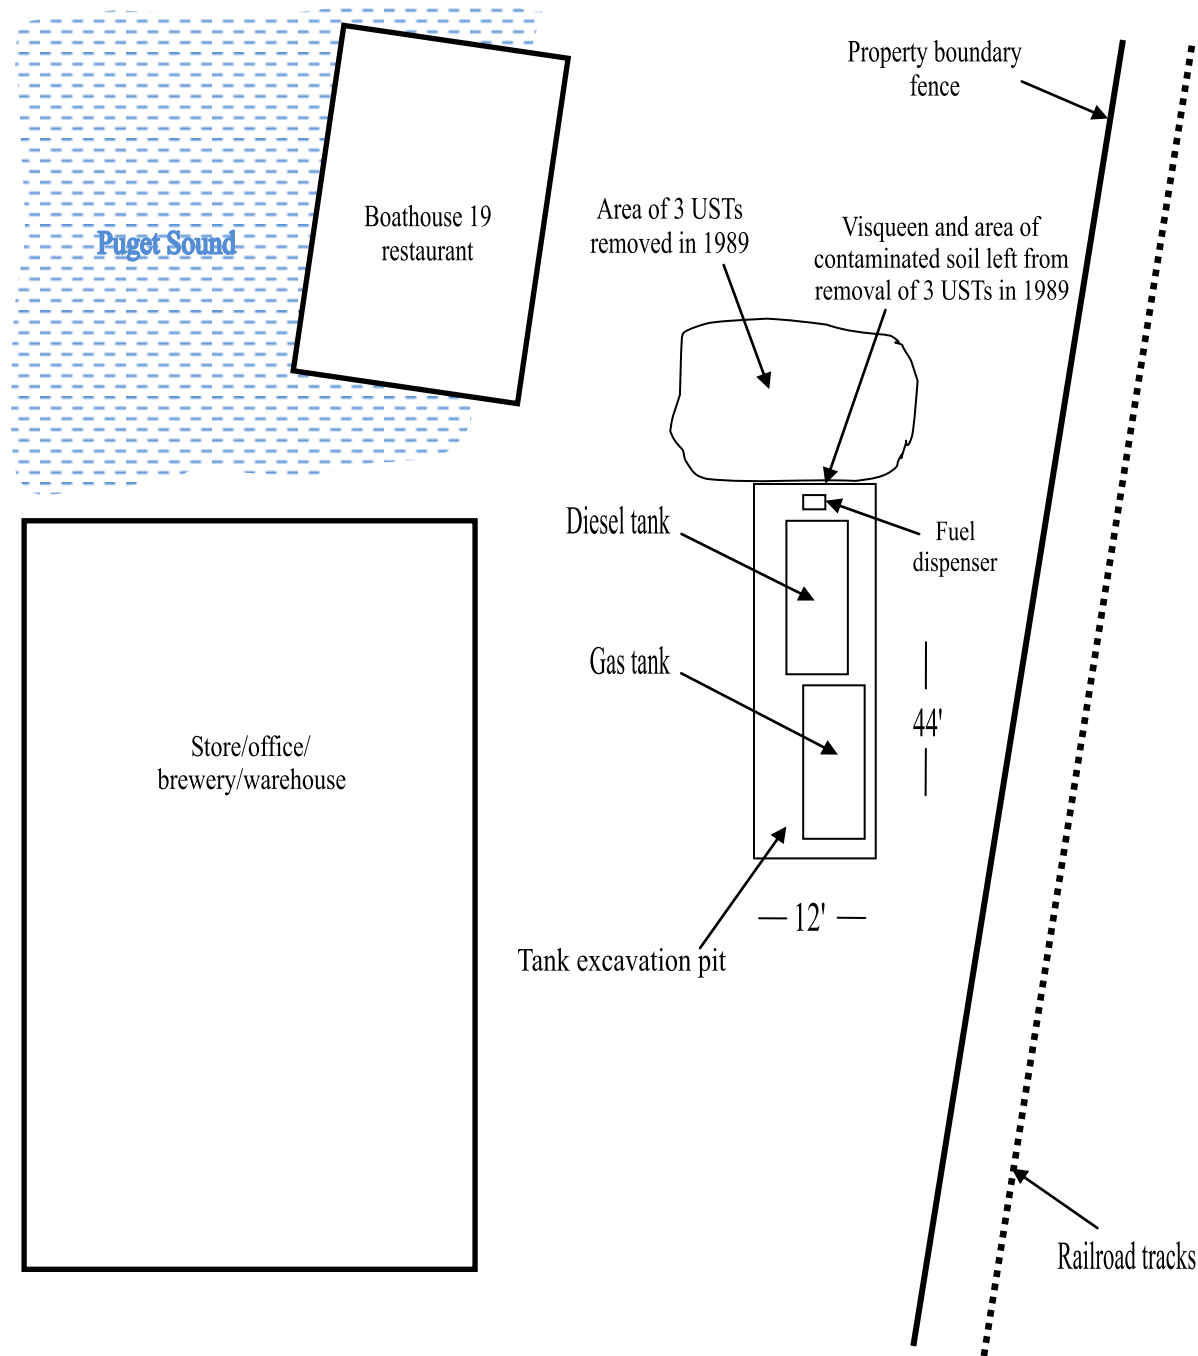 Property boundary
fence
Boathouse 19
restaurant
Puget Sound
Area of 3 USTs
removed in 1989
Visqueen and area of
contaminated soil left from
removal of 3 USTs in 1989
Diesel tank
Fuel
dispenser
Gas tank
44'
Store/office/
brewery/warehouse
12'
Tank excavation pit
Railroad tracks